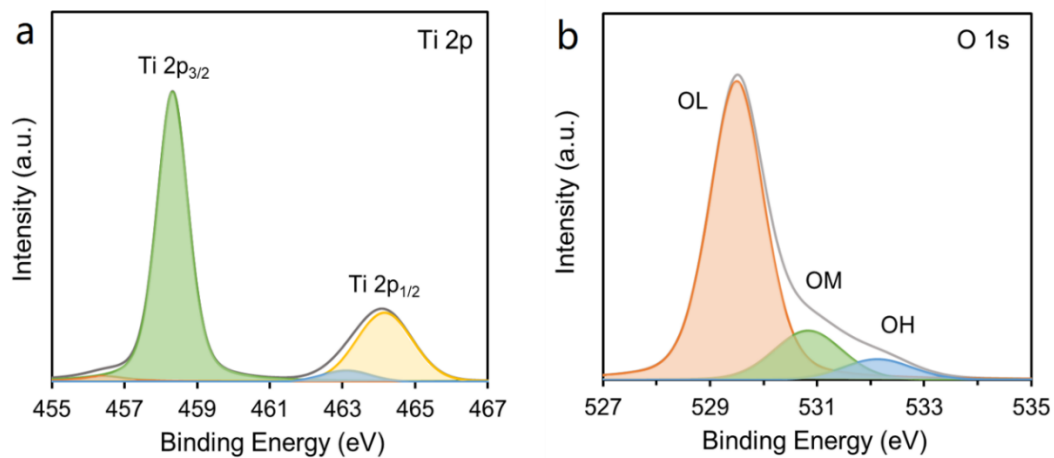 a
Ti 2p
Ti 2p3/2
Ti 2p1/2
Intensity (a.u.)
455 457 459 461 463 465 467
Binding Energy (eV)
b
O 1s
OL
OM
OH
Intensity (a.u.)
527 529 531 533 535
Binding Energy (eV)